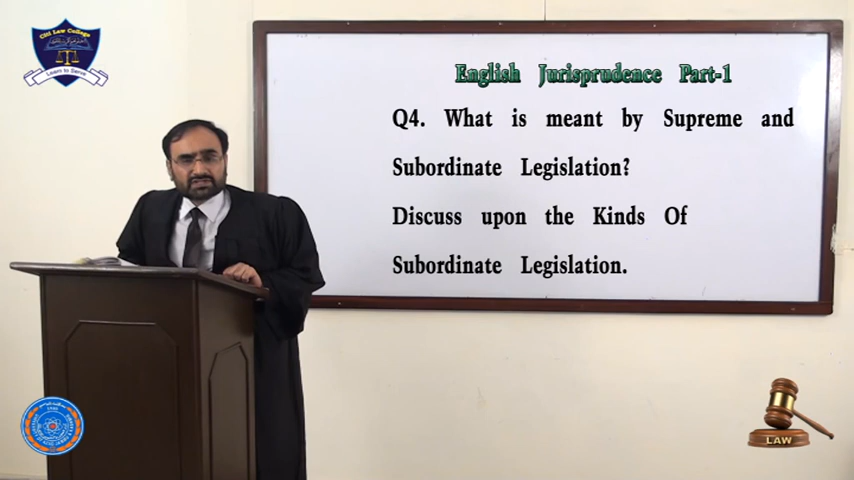 Citi Law College
Learn to Serve
English Jurisprudence Part-1
Q4. What is meant by Supreme and
Subordinate Legislation?
Discuss upon the Kinds Of
Subordinate Legislation.
LAW